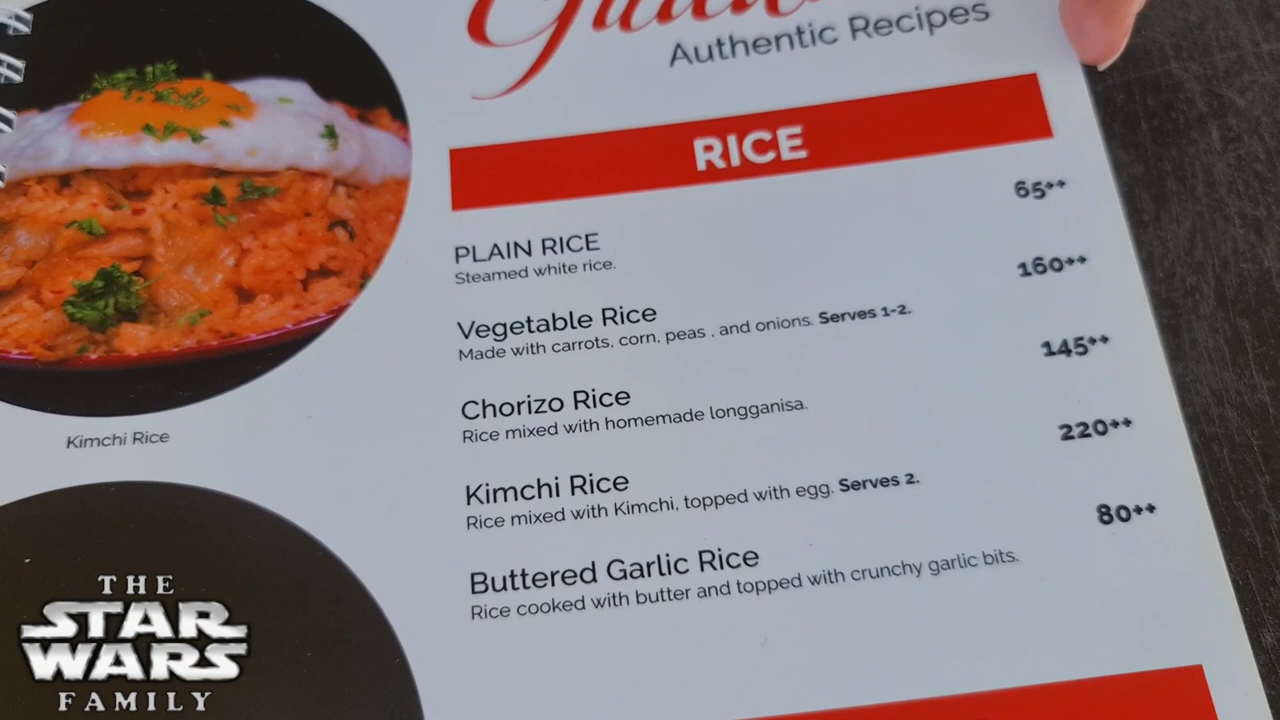 Authentic Recipes
RICE
65++
PLAIN RICE
Steamed white rice.
160++
Vegetable Rice
Made with carrots, corn, peas , and onions. Serves 1-2.
145++
Chorizo Rice
Rice mixed with homemade longganisa.
220++
Kimchi Rice
Rice mixed with Kimchi, topped with egg. Serves 2.
80++
Buttered Garlic Rice
Rice cooked with butter and topped with crunchy garlic bits.
Kimchi Rice
THE
STAR
WARS
FAMILY